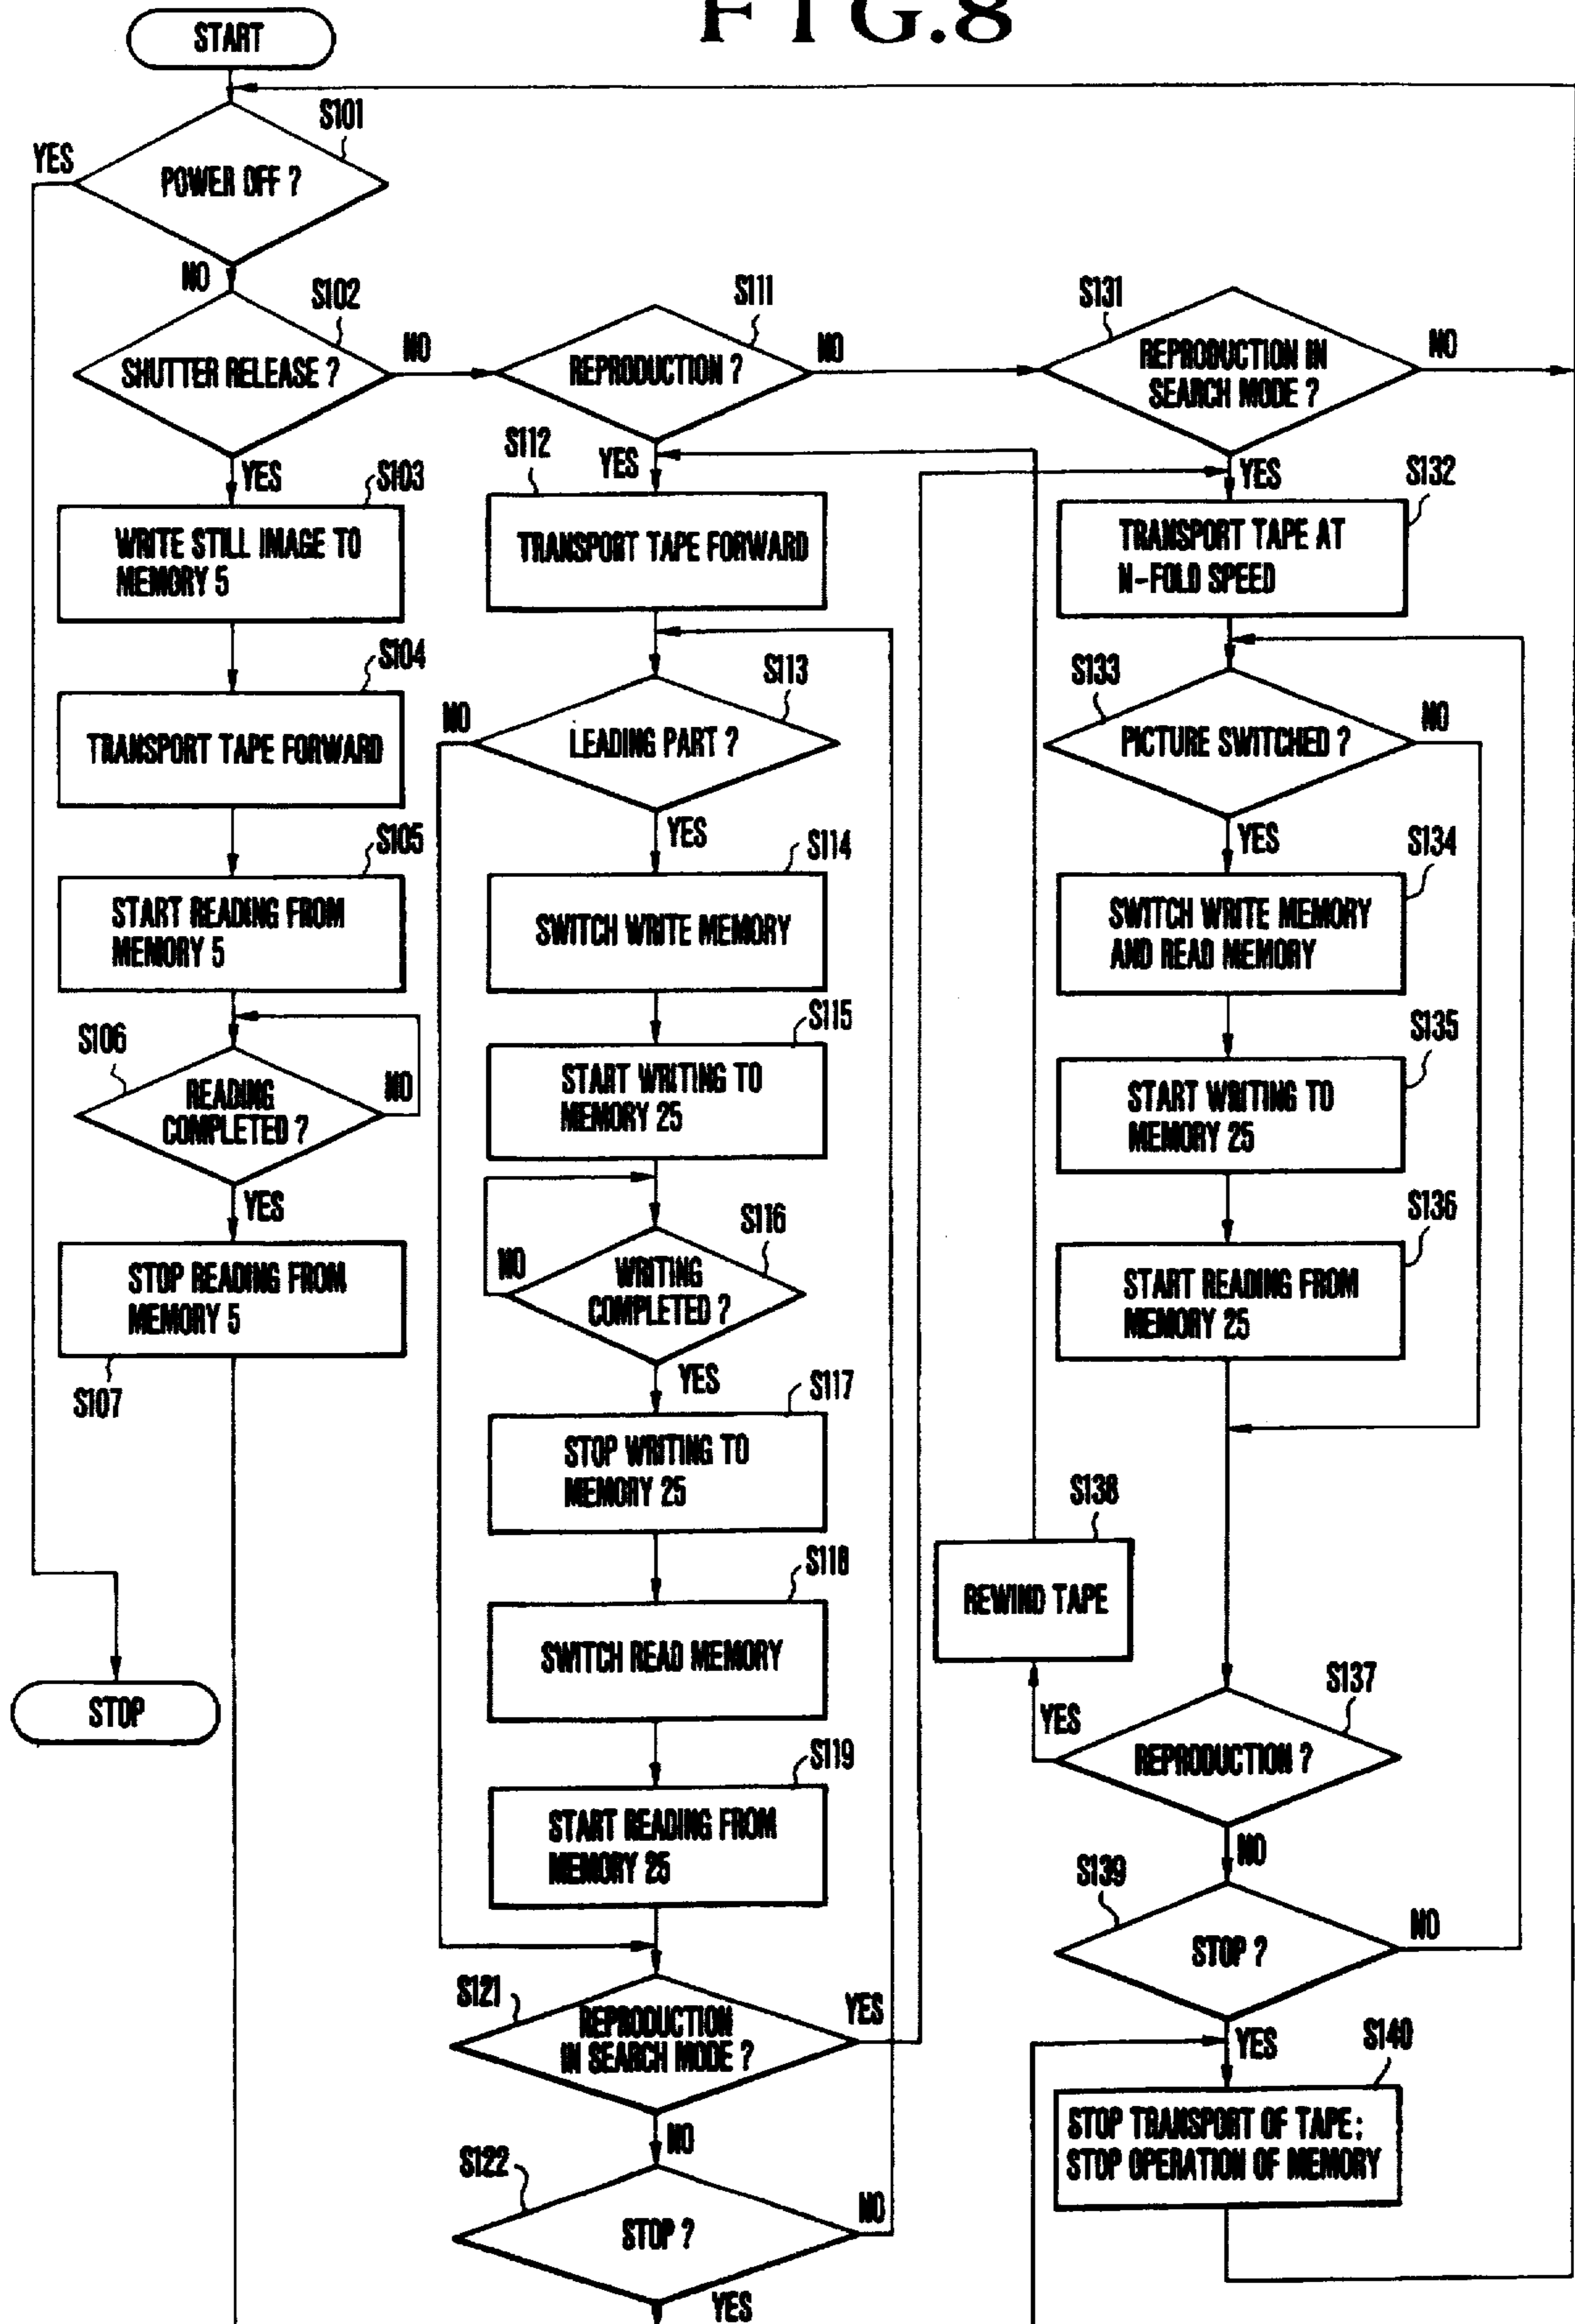 FIG.8
START
S101
YES
POWER OFF ?
NO
S102
SHUTTER RELEASE ?
NO
YES
S103
WRITE STILL IMAGE TO
MEMORY 5
S104
TRANSPORT TAPE FORWARD
S105
START READING FROM
MEMORY 5
S106
READING
COMPLETED ?
NO
YES
STOP READING FROM
MEMORY 5
S107
STOP
S111
REPRODUCTION ?
NO
YES
S112
TRANSPORT TAPE FORWARD
S113
NO
LEADING PART ?
YES
S114
SWITCH WRITE MEMORY
S115
START WRITING TO
MEMORY 25
S116
NO
WRITING
COMPLETED ?
YES
S117
STOP WRITING TO
MEMORY 25
S118
SWITCH READ MEMORY
S119
START READING FROM
MEMORY 25
S121
REPRODUCTION
IN SEARCH MODE ?
YES
NO
S122
STOP ?
NO
YES
S131
REPRODUCTION IN
SEARCH MODE ?
NO
YES
S132
TRANSPORT TAPE AT
N-FOLD SPEED
S133
PICTURE SWITCHED ?
NO
YES
S134
SWITCH WRITE MEMORY
AND READ MEMORY
S135
START WRITING TO
MEMORY 25
S136
START READING FROM
MEMORY 25
S138
REWIND TAPE
S137
YES
REPRODUCTION ?
NO
S139
STOP ?
NO
YES
S140
STOP TRANSPORT OF TAPE;
STOP OPERATION OF MEMORY